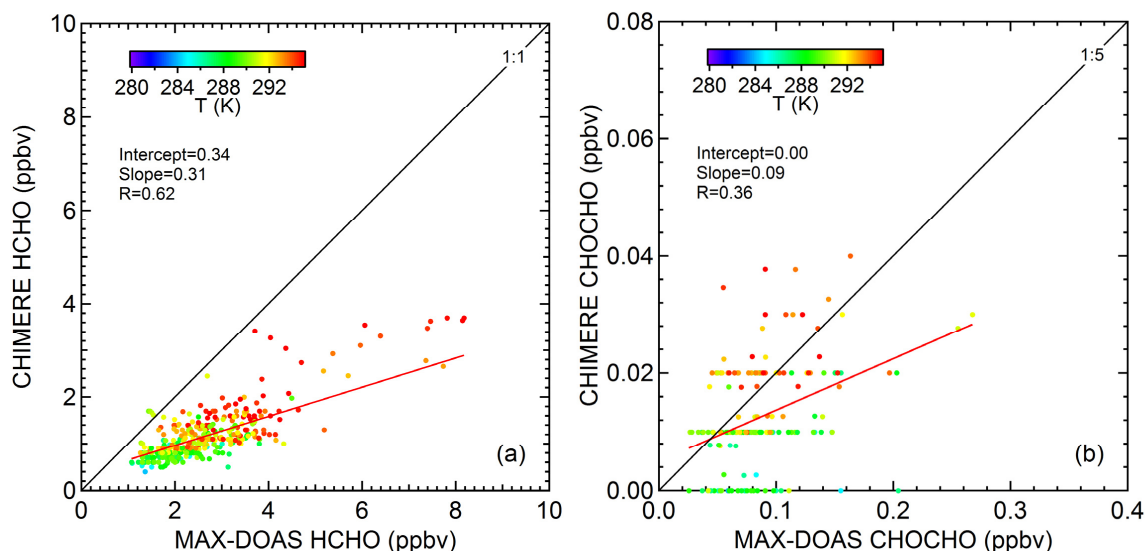 10
8
6
4
2
0
0
2
4
6
8
10
CHIMERE HCHO (ppbv)
MAX-DOAS HCHO (ppbv)
280
284
288
292
T (K)
Intercept=0.34
Slope=0.31
R=0.62
1:1
(a)
0.08
0.06
0.04
0.02
0.00
0.0
0.1
0.2
0.3
0.4
CHIMERE CHOCHO (ppbv)
MAX-DOAS CHOCHO (ppbv)
280
284
288
292
T (K)
Intercept=0.00
Slope=0.09
R=0.36
1:5
(b)